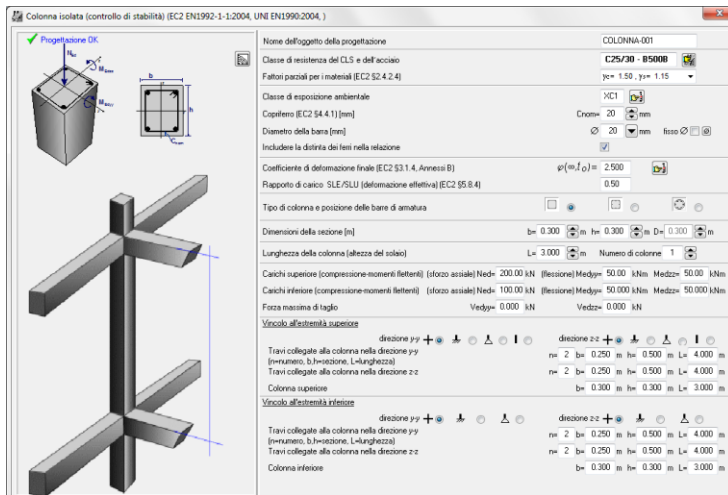 Colonna isolata (controllo di stabilità) (EC2 EN1992-1-1:2004, UNI EN1990:2004, )
Progettazione OK
b
h
Nome dell'oggetto della progettazione COLONNA-001
Classe di resistenza del CLS e dell'acciaio C25/30 - B500B
Fattori parziali per i materiali (EC2 §2.4.2.4) γc= 1.50 , γs= 1.15
Classe di esposizione ambientale XC1
Copriferro (EC2 §4.4.1) [mm] Cnom= 20 mm
Diametro della barra [mm] Ø 20 mm fisso Ø Ø
Includere la distinta dei ferri nella relazione
Coefficiente di deformazione finale (EC2 §3.1.4, Annessi B) φ(∞,t0)= 2.500
Rapporto di carico SLE/SLU (deformazione effettiva) (EC2 §5.8.4) 0.50
Tipo di colonna e posizione delle barre di armatura
Dimensioni della sezione [m] b= 0.300 m h= 0.300 m D= 0.300 m
Lunghezza della colonna (altezza del solaio) L= 3.000 m Numero di colonne 1
Carichi superiore (compressione-momenti flettenti) (sforzo assiale) Ned= 200.00 kN (flessione) Medyy= 50.00 kNm Medzz= 50.00 kNm
Carichi inferiore (compressione-momenti flettenti) (sforzo assiale) Ned= 100.00 kN (flessione) Medyy= 50.000 kNm Medzz= 50.000 kNm
Forza massima di taglio Vedyy= 0.000 kN Vedzz= 0.000 kN
Vincolo all'estremità superiore
direzione y-y direzione z-z
Travi collegate alla colonna nella direzione y-y n= 2 b= 0.250 m h= 0.500 m L= 4.000 m
(n=numero, b,h=sezione, L=lunghezza)
Travi collegate alla colonna nella direzione z-z n= 2 b= 0.250 m h= 0.500 m L= 4.000 m
Colonna superiore b= 0.300 m h= 0.300 m L= 3.000 m
Vincolo all'estremità inferiore
direzione y-y direzione z-z
Travi collegate alla colonna nella direzione y-y n= 2 b= 0.250 m h= 0.500 m L= 4.000 m
(n=numero, b,h=sezione, L=lunghezza)
Travi collegate alla colonna nella direzione z-z n= 2 b= 0.250 m h= 0.500 m L= 4.000 m
Colonna inferiore b= 0.300 m h= 0.300 m L= 3.000 m